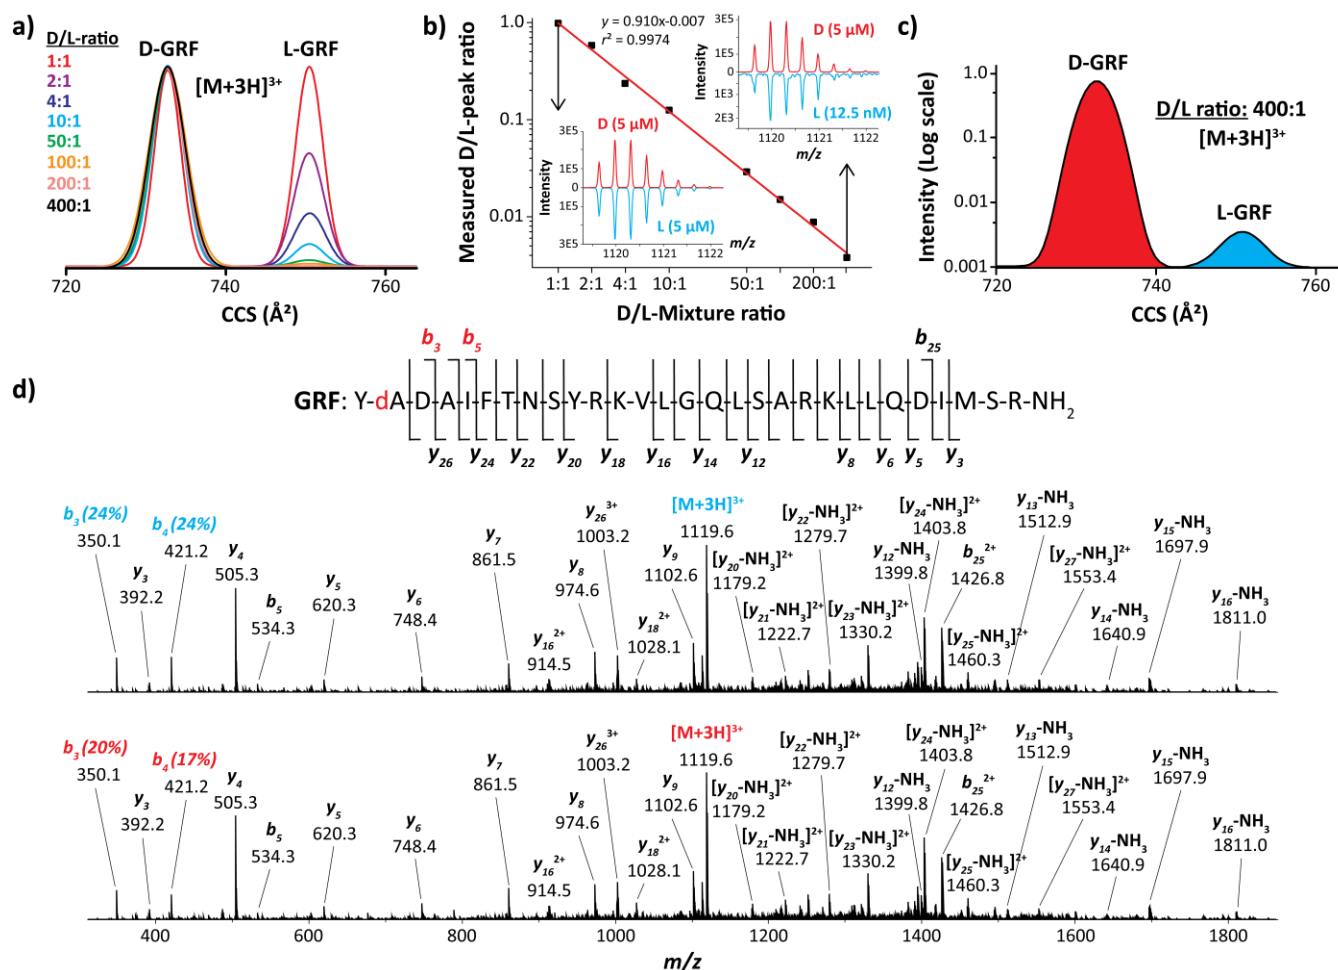 a)
D/L-ratio
1:1
2:1
4:1
10:1
50:1
100:1
200:1
400:1
D-GRF
L-GRF
[M+3H]³⁺
720
740
760
CCS (Å²)
b)
Measured D/L-peak ratio
1.0
0.1
0.01
y = 0.910x-0.007
r² = 0.9974
Intensity
3E5
1E5
0
1E3
2E3
D (5 µM)
L (12.5 nM)
1120
1121
1122
m/z
Intensity
3E5
1E5
0
1E5
3E5
D (5 µM)
L (5 µM)
1120
1121
1122
m/z
1:1
2:1
4:1
10:1
50:1
200:1
D/L-Mixture ratio
c)
Intensity (Log scale)
1.0
0.1
0.01
0.001
D-GRF
D/L ratio: 400:1
[M+3H]³⁺
L-GRF
720
740
760
CCS (Å²)
d)
b₃ b₅ b₂₅
GRF: Y-dA-D-A-I-F-T-N-S-Y-R-K-V-L-G-Q-L-S-A-R-K-L-L-Q-D-I-M-S-R-NH₂
y₂₆ y₂₄ y₂₂ y₂₀ y₁₈ y₁₆ y₁₄ y₁₂ y₈ y₆ y₅ y₃
b₃ (24%)
350.1
y₃
392.2
b₄ (24%)
421.2
y₄
505.3
b₅
534.3
y₅
620.3
y₆
748.4
y₇
861.5
y₁₆²⁺
914.5
y₈
974.6
y₂₆³⁺
1003.2
y₁₈²⁺
1028.1
y₉
1102.6
[M+3H]³⁺
1119.6
[y₂₀-NH₃]²⁺
1179.2
[y₂₁-NH₃]²⁺
1222.7
[y₂₂-NH₃]²⁺
1279.7
[y₂₃-NH₃]²⁺
1330.2
y₁₂-NH₃
1399.8
[y₂₄-NH₃]²⁺
1403.8
b₂₅²⁺
1426.8
[y₂₅-NH₃]²⁺
1460.3
y₁₃-NH₃
1512.9
[y₂₇-NH₃]²⁺
1553.4
y₁₄-NH₃
1640.9
y₁₅-NH₃
1697.9
y₁₆-NH₃
1811.0
b₃ (20%)
350.1
y₃
392.2
b₄ (17%)
421.2
y₄
505.3
b₅
534.3
y₅
620.3
y₆
748.4
y₇
861.5
y₁₆²⁺
914.5
y₈
974.6
y₂₆³⁺
1003.2
y₁₈²⁺
1028.1
y₉
1102.6
[M+3H]³⁺
1119.6
[y₂₀-NH₃]²⁺
1179.2
[y₂₁-NH₃]²⁺
1222.7
[y₂₂-NH₃]²⁺
1279.7
[y₂₃-NH₃]²⁺
1330.2
y₁₂-NH₃
1399.8
[y₂₄-NH₃]²⁺
1403.8
b₂₅²⁺
1426.8
[y₂₅-NH₃]²⁺
1460.3
y₁₃-NH₃
1512.9
[y₂₇-NH₃]²⁺
1553.4
y₁₄-NH₃
1640.9
y₁₅-NH₃
1697.9
y₁₆-NH₃
1811.0
400
600
800
1000
1200
1400
1600
1800
m/z